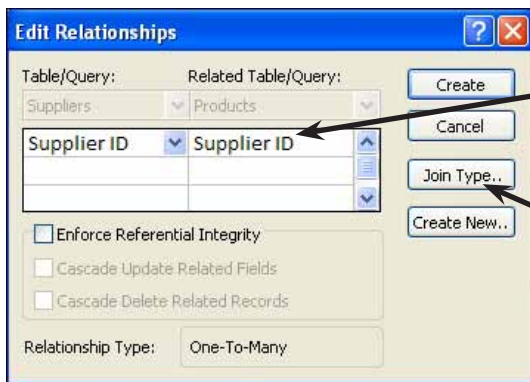 Edit Relationships
Table/Query: Related Table/Query:
Suppliers Products
Supplier ID Supplier ID
Enforce Referential Integrity
Cascade Update Related Fields
Cascade Delete Related Records
Relationship Type: One-To-Many
Create
Cancel
Join Type..
Create New..